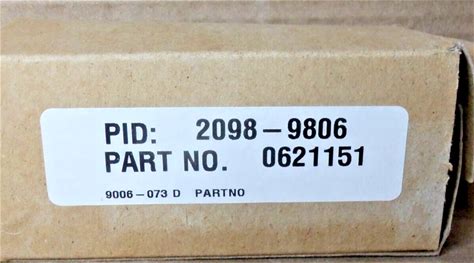 PID: 2098-9806
PART NO. 0621151
9006-073 D PARTNO